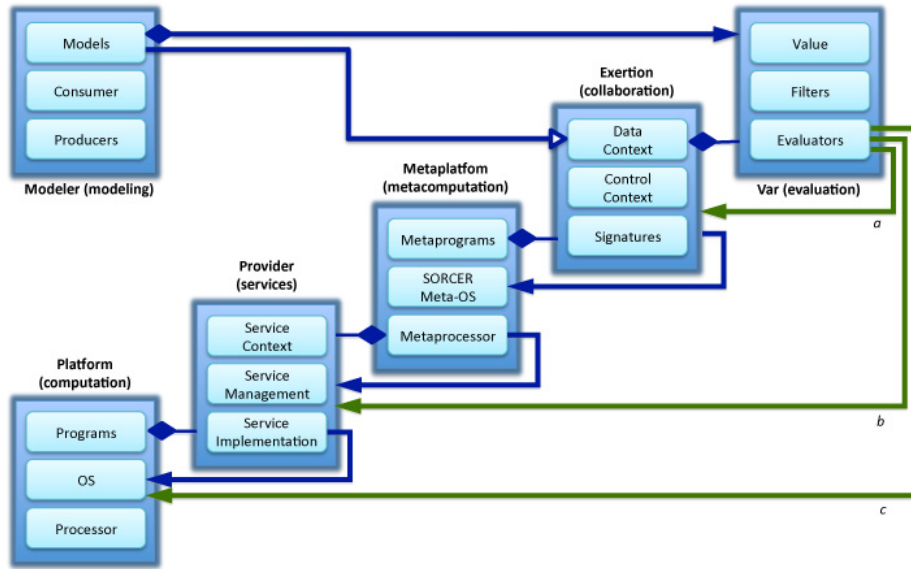 Models
Consumer
Producers
Modeler (modeling)
Value
Filters
Evaluators
Var (evaluation)
Exertion
(collaboration)
Data
Context
Control
Context
Signatures
Metaplatfom
(metacomputation)
Metaprograms
SORCER
Meta-OS
Metaprocessor
Provider
(services)
Service
Context
Service
Management
Service
Implementation
Platform
(computation)
Programs
OS
Processor
a
b
c